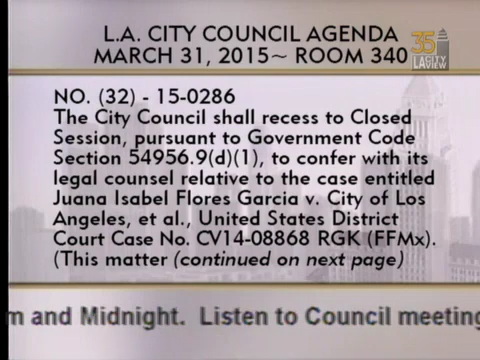 L.A. CITY COUNCIL AGENDA
MARCH 31, 2015~ ROOM 340
35
LACITY
VIEW
NO. (32) - 15-0286
The City Council shall recess to Closed
Session, pursuant to Government Code
Section 54956.9(d)(1), to confer with its
legal counsel relative to the case entitled
Juana Isabel Flores Garcia v. City of Los
Angeles, et al., United States District
Court Case No. CV14-08868 RGK (FFMx).
(This matter (continued on next page)
m and Midnight.  Listen to Council meeting